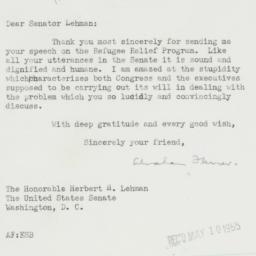 Dear Senator Lehman:
Thank you most sincerely for sending me
your speech on the Refugee Relief Program. Like
all your utterances in the Senate it is sound and
dignified and humane. I am amazed at the stupidity
which characterizes both Congress and the executives
supposed to be carrying out its will in dealing with
the problem which you so lucidly and convincingly
discuss.
With deep gratitude and every good wish,
Sincerely your friend,
Abraham Flexner.
The Honorable Herbert H. Lehman
The United States Senate
Washington, D. C.
AF:ESB
REC'D MAY 10 1955